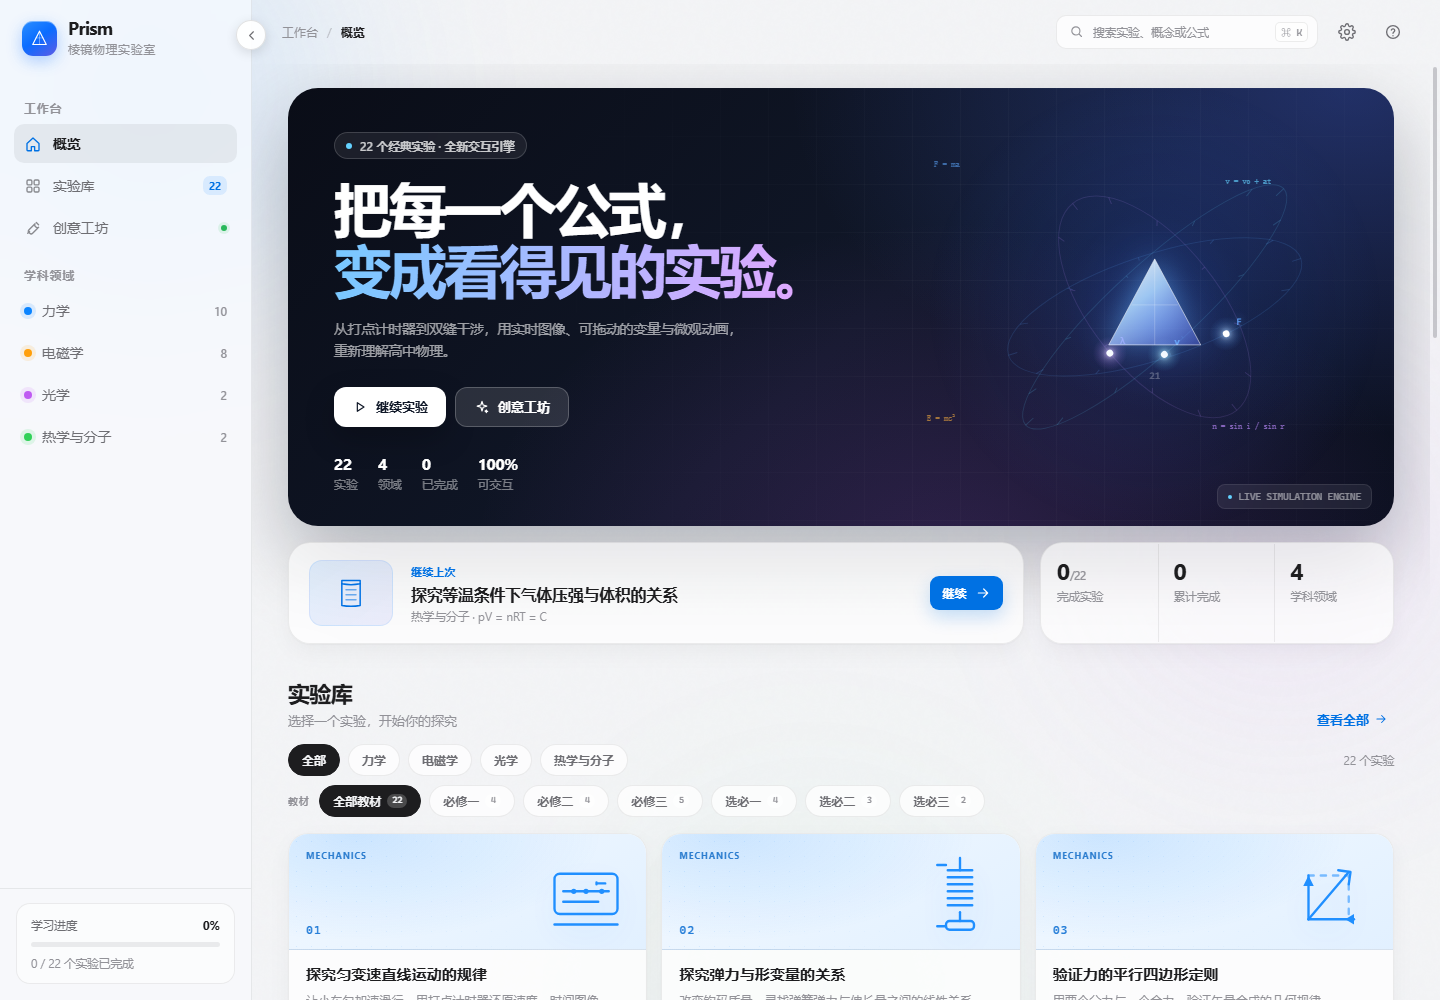 Prism
棱镜物理实验室
工作台 / 概览
搜索实验、概念或公式
⌘ K
工作台
概览
实验库 22
创意工坊
学科领域
力学 10
电磁学 8
光学 2
热学与分子 2
学习进度 0%
0 / 22 个实验已完成
22 个经典实验 · 全新交互引擎
把每一个公式，
变成看得见的实验。
从打点计时器到双缝干涉，用实时图像、可拖动的变量与微观动画，
重新理解高中物理。
继续实验
创意工坊
22 4 0 100%
实验 领域 已完成 可交互
F = ma
v = v₀ + at
F
21
E = mc²
n = sin i / sin r
LIVE SIMULATION ENGINE
继续上次
探究等温条件下气体压强与体积的关系
热学与分子 · pV = nRT = C
继续
0/22
完成实验
0
累计完成
4
学科领域
实验库
选择一个实验，开始你的探究
查看全部
全部 力学 电磁学 光学 热学与分子
22 个实验
教材 全部教材 22 必修一 4 必修二 4 必修三 5 选必一 4 选必二 3 选必三 2
MECHANICS
01
探究匀变速直线运动的规律
MECHANICS
02
探究弹力与形变量的关系
MECHANICS
03
验证力的平行四边形定则